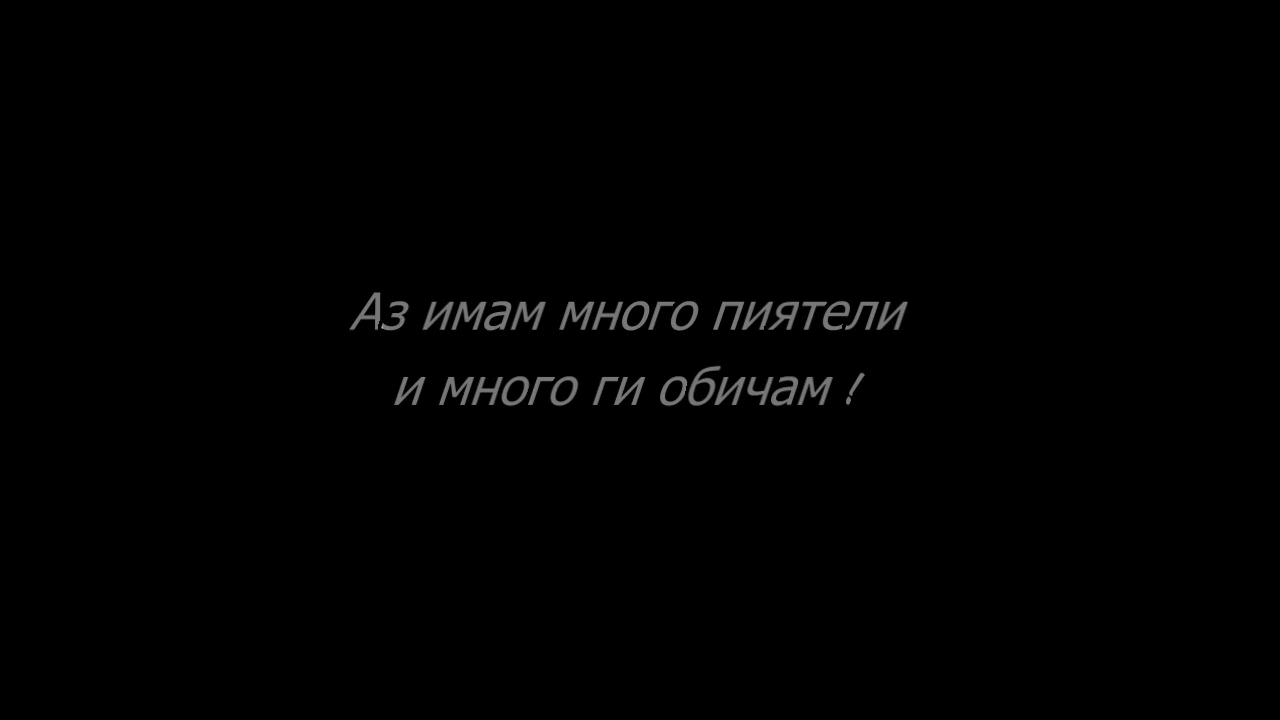 Аз имам много пиятели
и много ги обичам !